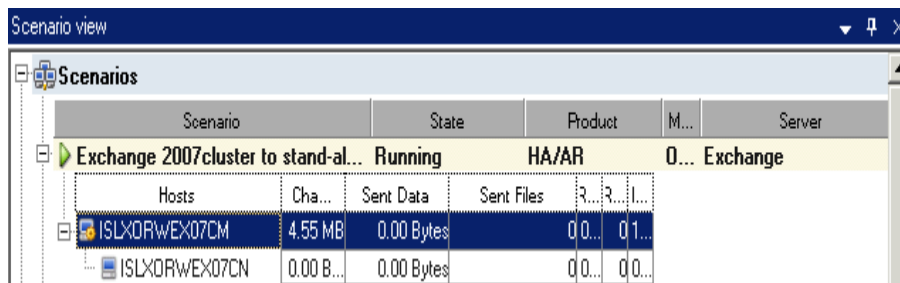 Scenario view
Scenarios
Scenario State Product M... Server
Exchange 2007cluster to stand-al... Running HA/AR O... Exchange
Hosts Cha... Sent Data Sent Files R... R... I...
ISLXORWEX07CM 4.55 MB 0.00 Bytes 0 0... 0 1...
ISLXORWEX07CN 0.00 B... 0.00 Bytes 0 0... 0 0...